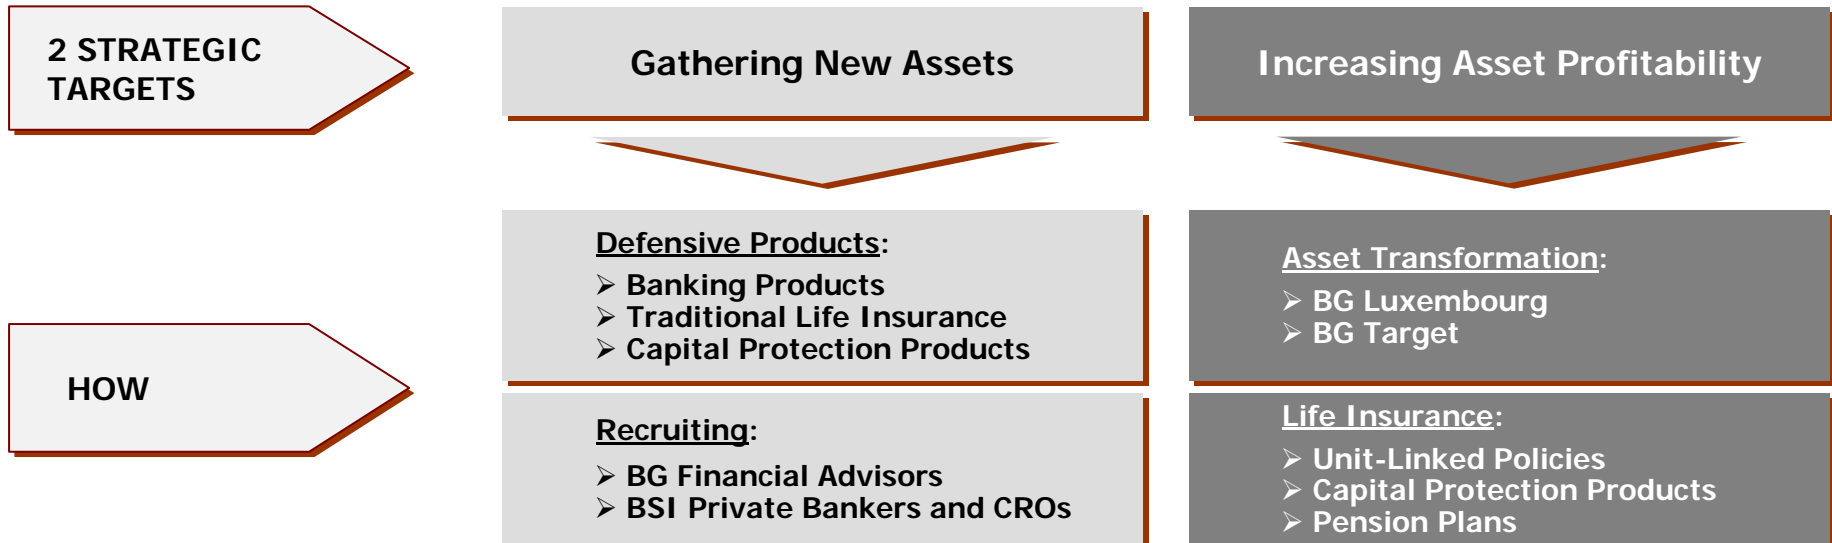 2 STRATEGIC
TARGETS
Gathering New Assets
Increasing Asset Profitability
HOW
Defensive Products:
➢ Banking Products
➢ Traditional Life Insurance
➢ Capital Protection Products
Recruiting:
➢ BG Financial Advisors
➢ BSI Private Bankers and CROs
Asset Transformation:
➢ BG Luxembourg
➢ BG Target
Life Insurance:
➢ Unit-Linked Policies
➢ Capital Protection Products
➢ Pension Plans